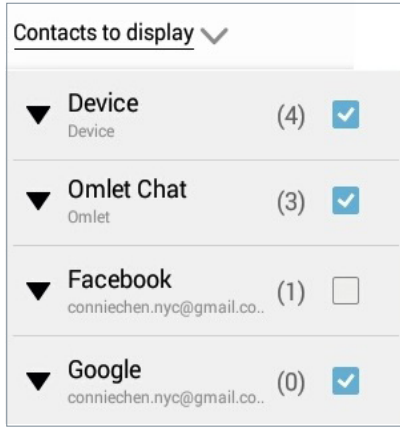 Contacts to display
Device (4)
Device
Omlet Chat (3)
Omlet
Facebook (1)
conniechen.nyc@gmail.co..
Google (0)
conniechen.nyc@gmail.co..